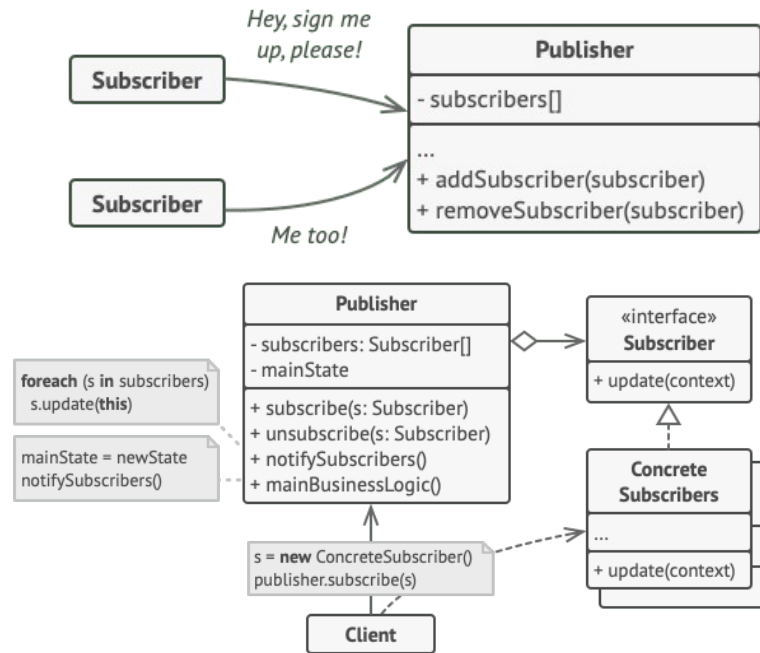 Hey, sign me
up, please!
Subscriber
Publisher
- subscribers[]
...
+ addSubscriber(subscriber)
+ removeSubscriber(subscriber)
Subscriber
Me too!
Publisher
- subscribers: Subscriber[]
- mainState
+ subscribe(s: Subscriber)
+ unsubscribe(s: Subscriber)
+ notifySubscribers()
+ mainBusinessLogic()
«interface»
Subscriber
+ update(context)
foreach (s in subscribers)
s.update(this)
mainState = newState
notifySubscribers()
Concrete
Subscribers
...
+ update(context)
s = new ConcreteSubscriber()
publisher.subscribe(s)
Client